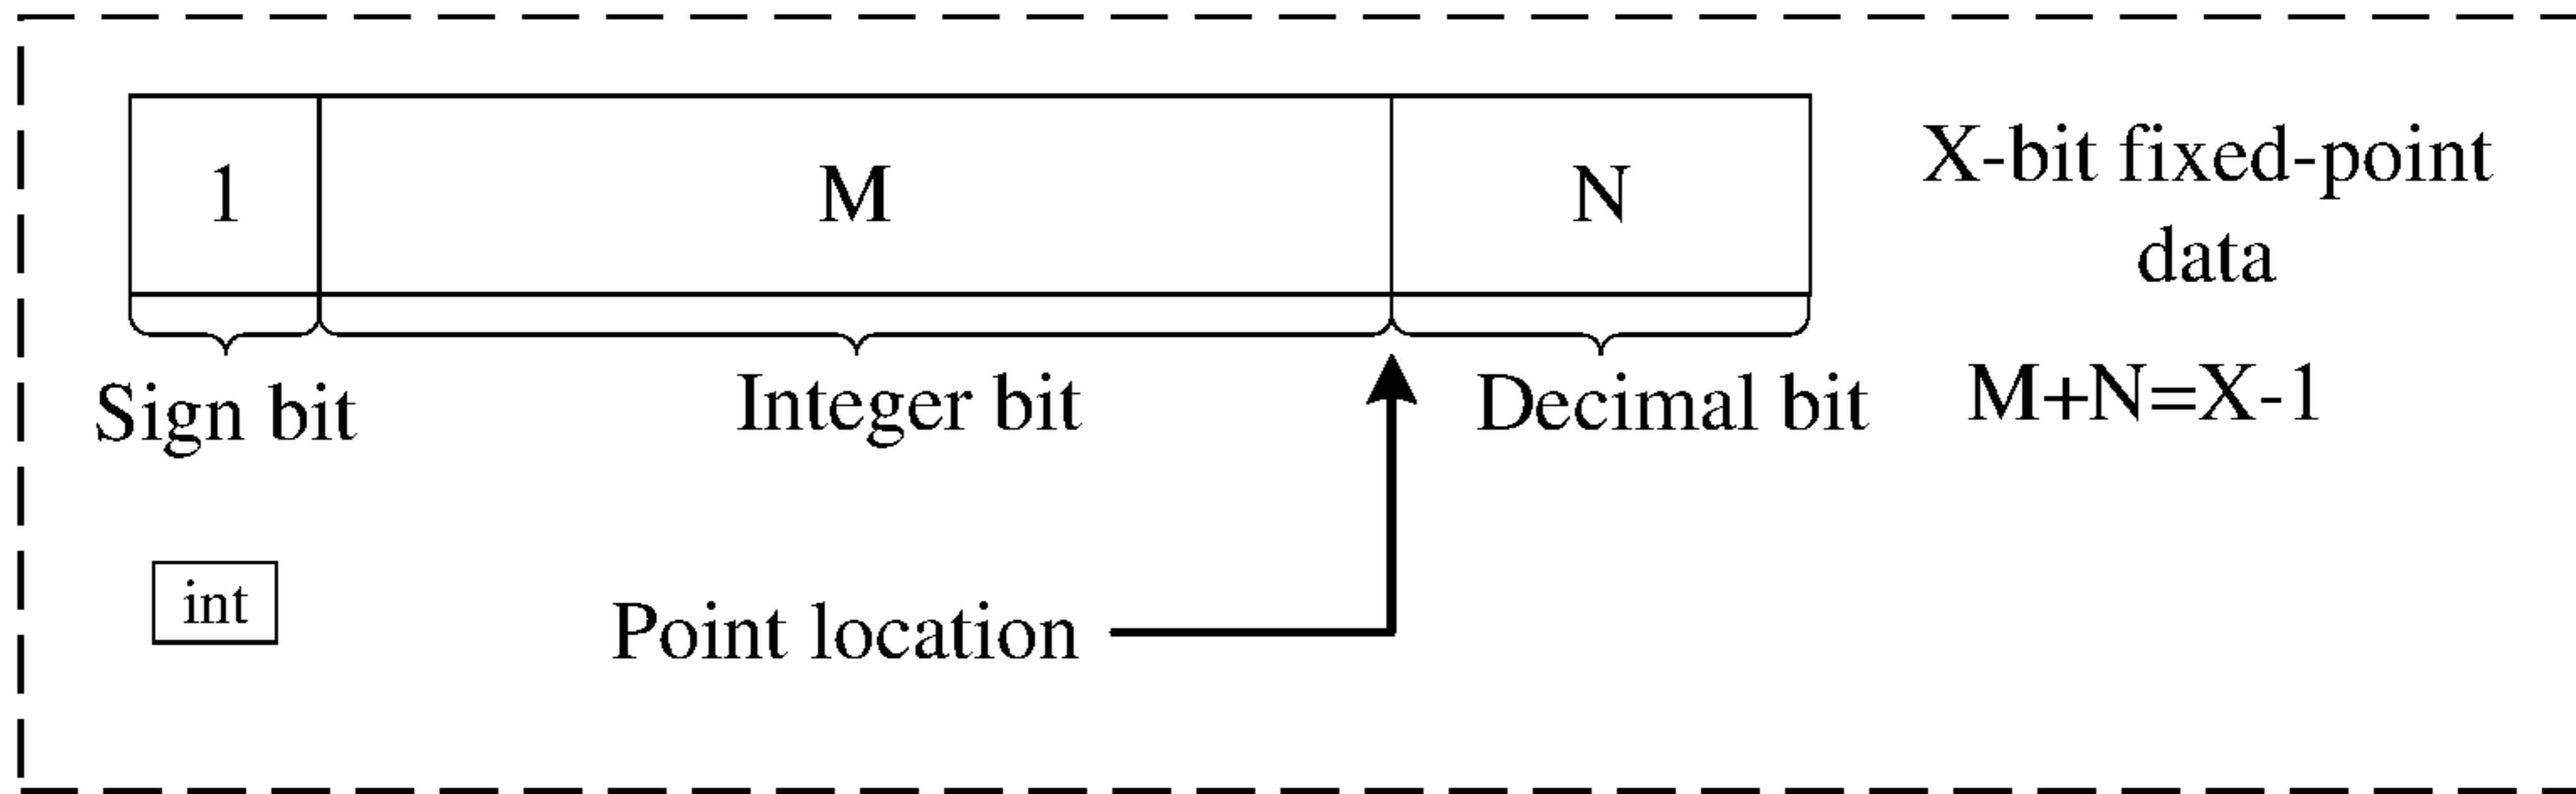 1
M
N
X-bit fixed-point
data
Sign bit
Integer bit
Decimal bit
M+N=X-1
int
Point location